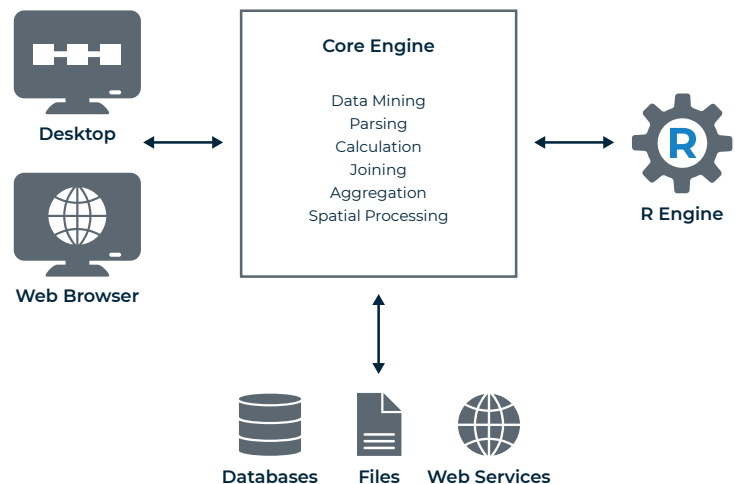 Core Engine
Data Mining
Parsing
Calculation
Joining
Aggregation
Spatial Processing
Desktop
Web Browser
R
R Engine
Databases
Files
Web Services